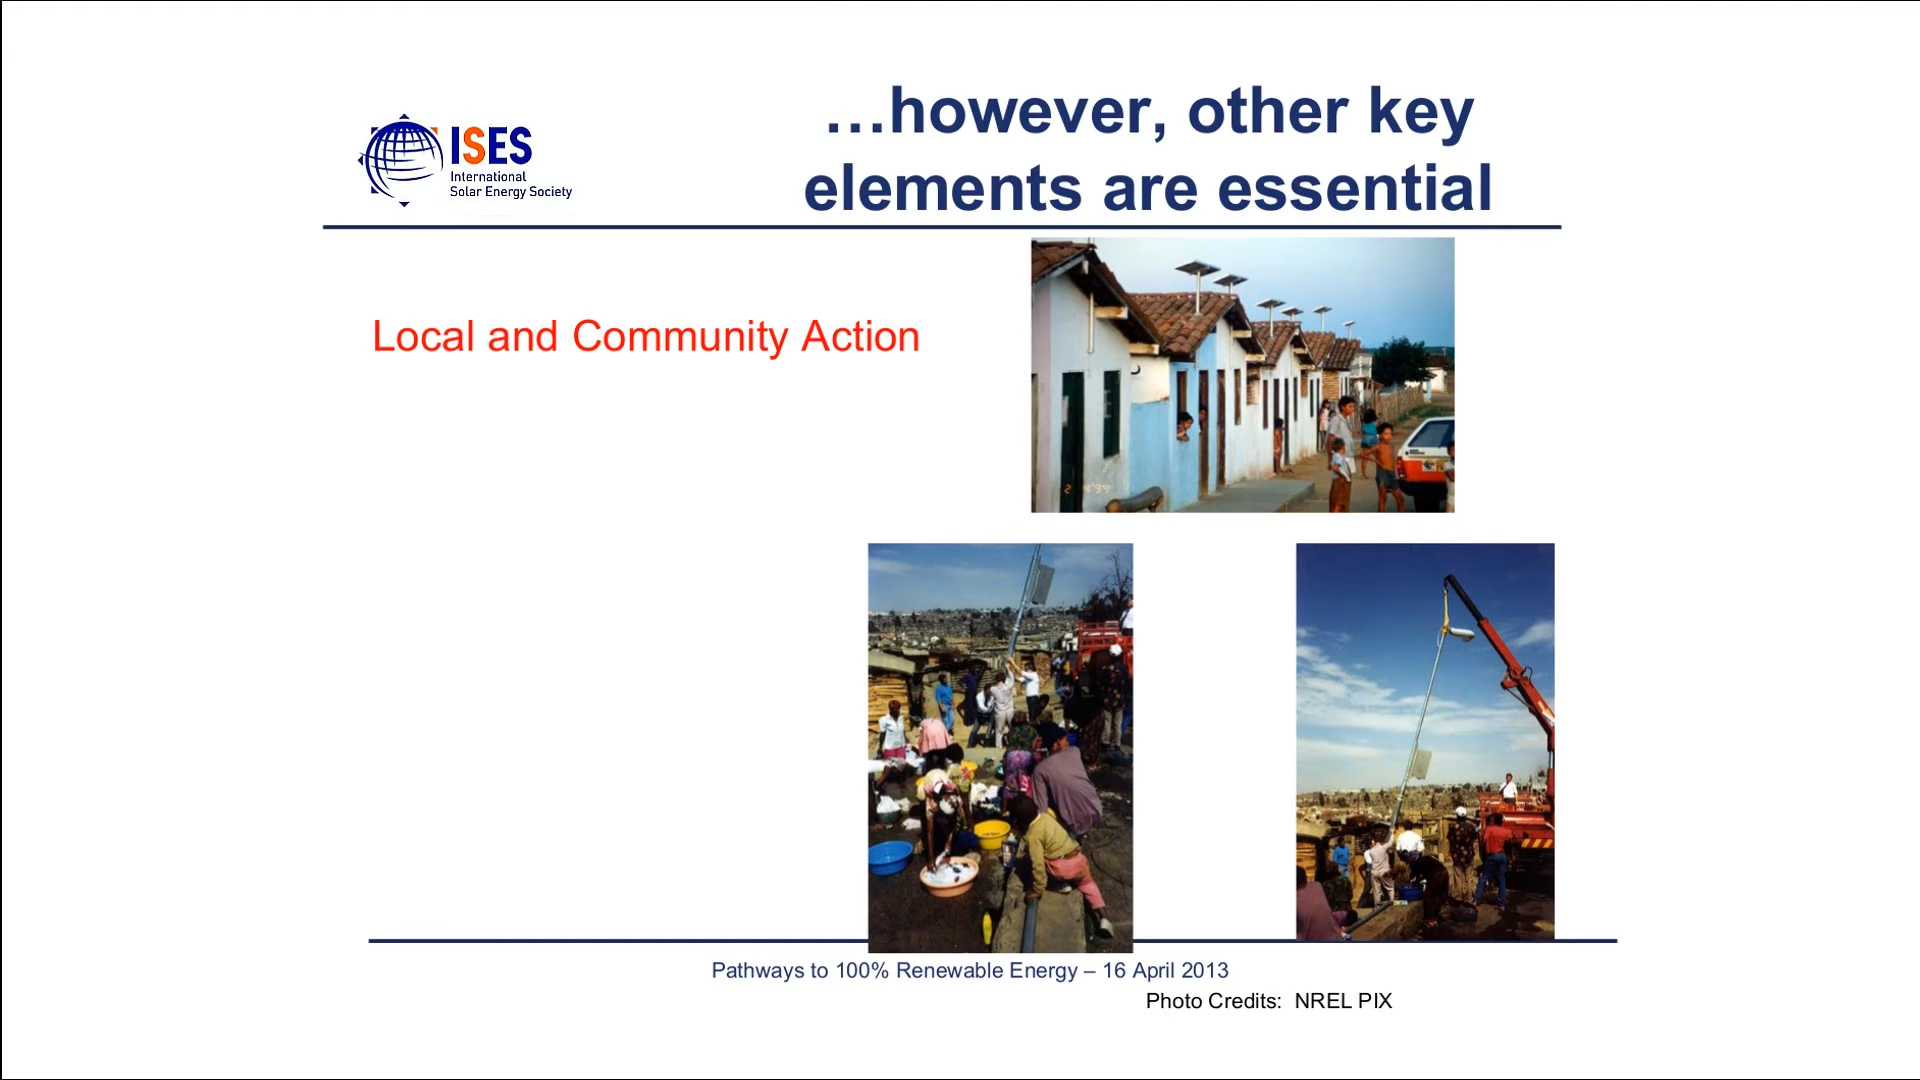 …however, other key
elements are essential
ISES
International
Solar Energy Society
Local and Community Action
Pathways to 100% Renewable Energy – 16 April 2013
Photo Credits:  NREL PIX